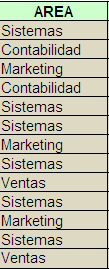 AREA
Sistemas
Contabilidad
Marketing
Contabilidad
Sistemas
Sistemas
Marketing
Sistemas
Ventas
Sistemas
Marketing
Sistemas
Ventas